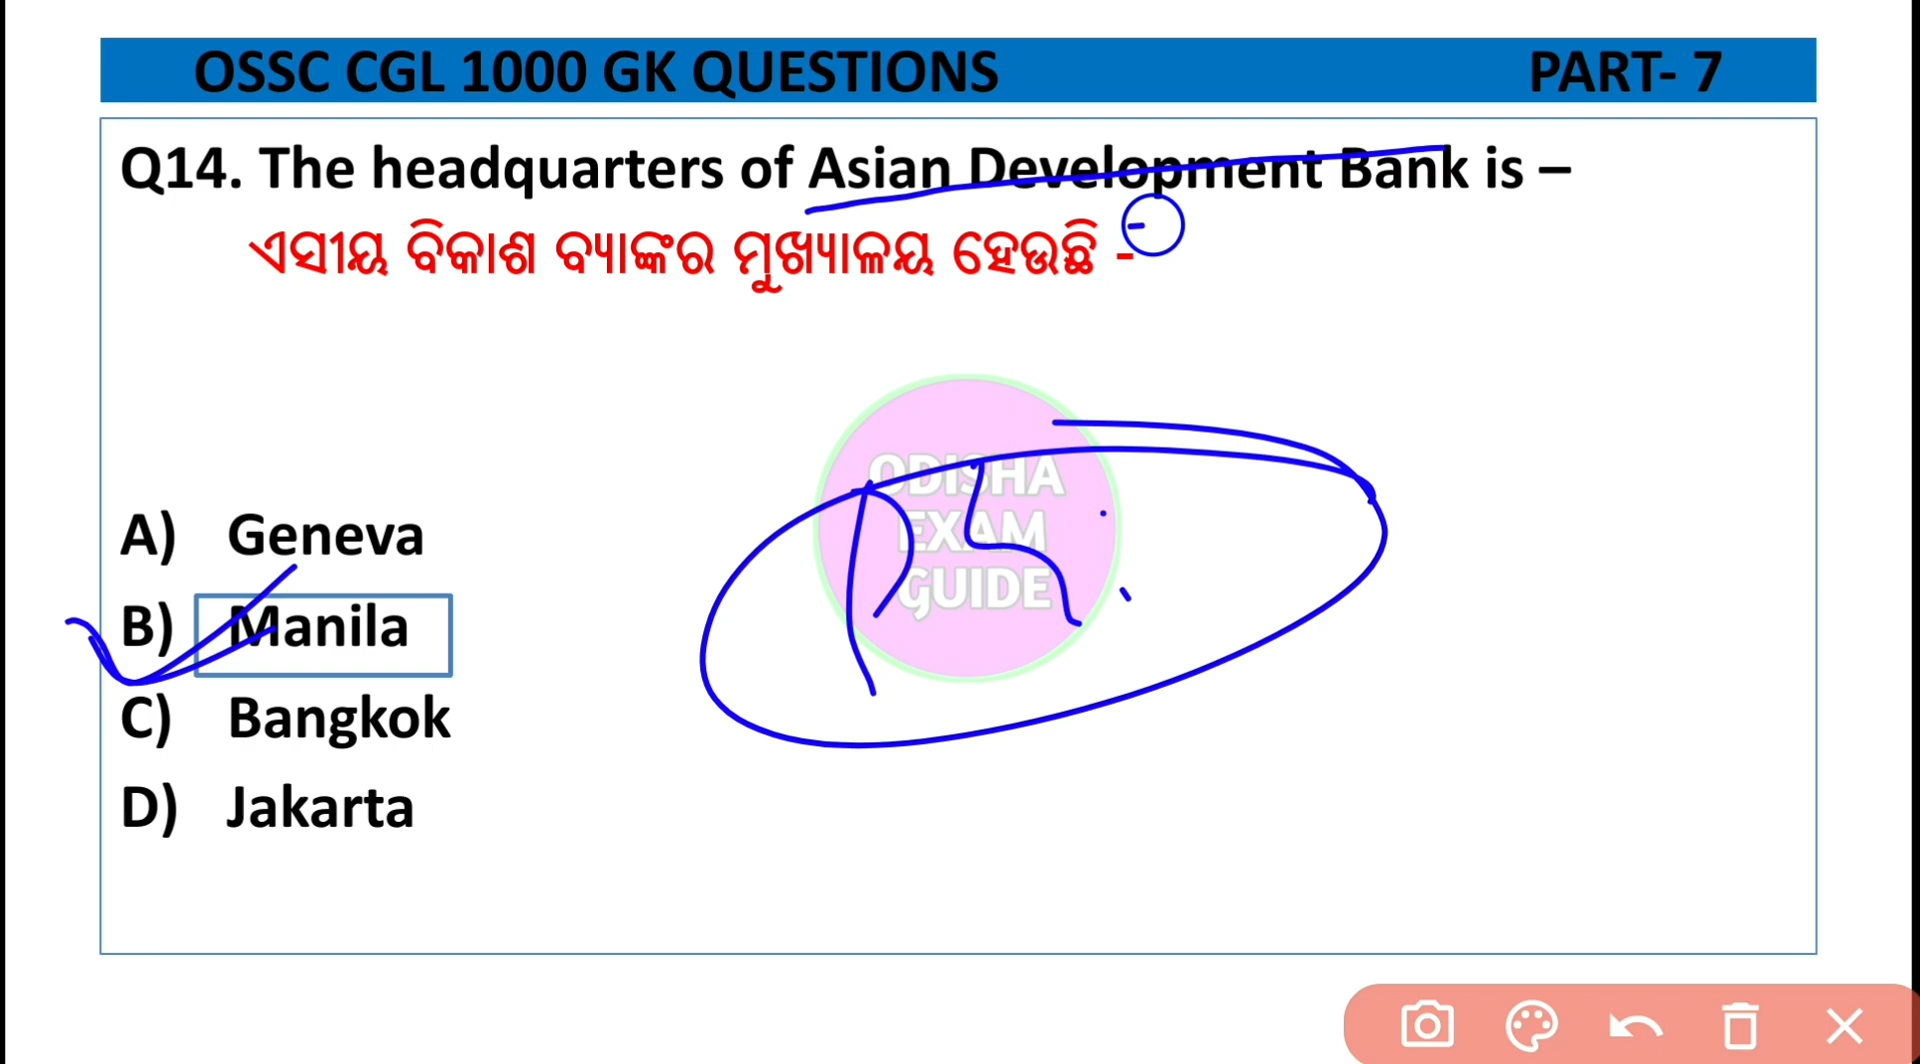 OSSC CGL 1000 GK QUESTIONS PART- 7
Q14. The headquarters of Asian Development Bank is –
ଏସୀୟ ବିକାଶ ବ୍ୟାଙ୍କର ମୁଖ୍ୟାଳୟ ହେଉଛି -
ODISHA
EXAM
GUIDE
A) Geneva
B) Manila
C) Bangkok
D) Jakarta